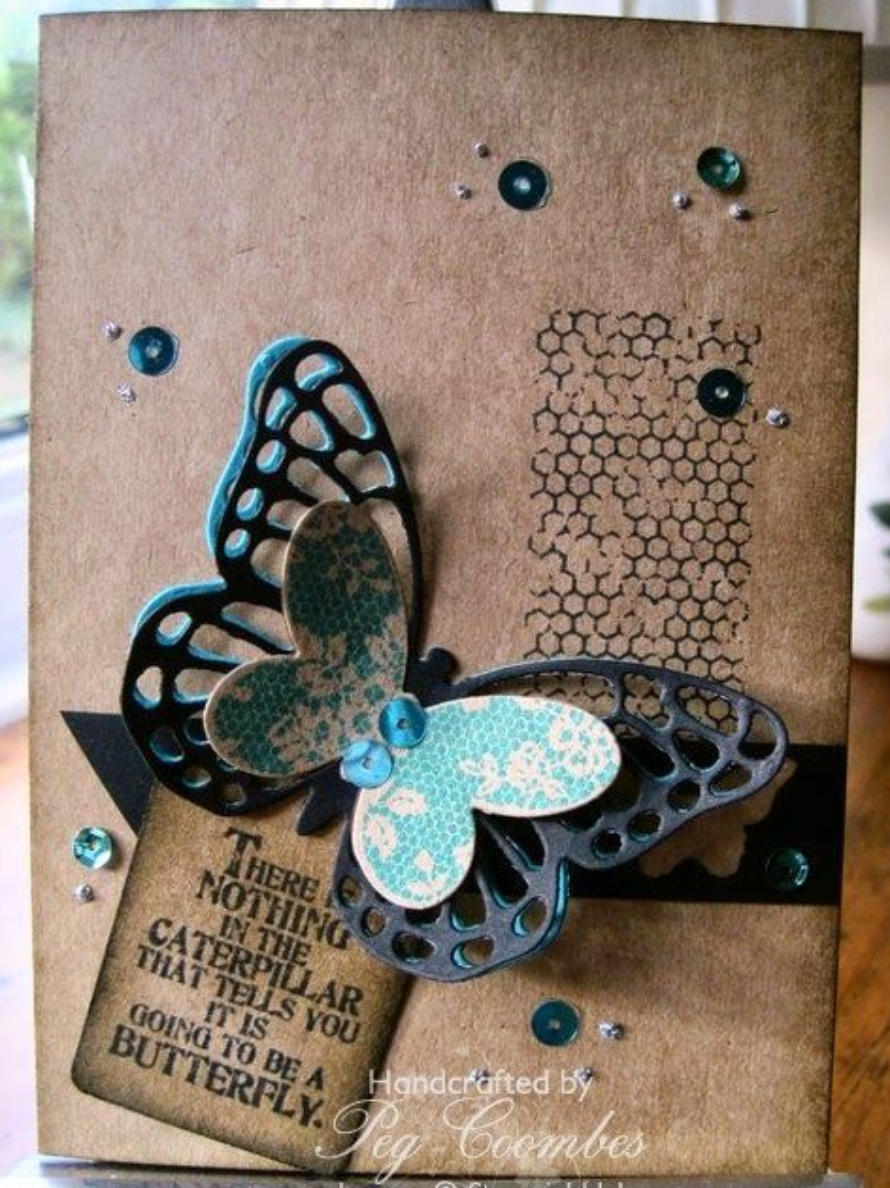 THERE
NOTHING
IN THE
CATERPILLAR
THAT TELLS YOU
IT IS
GOING TO BE A
BUTTERFLY.
Handcrafted by
Peg Coombes